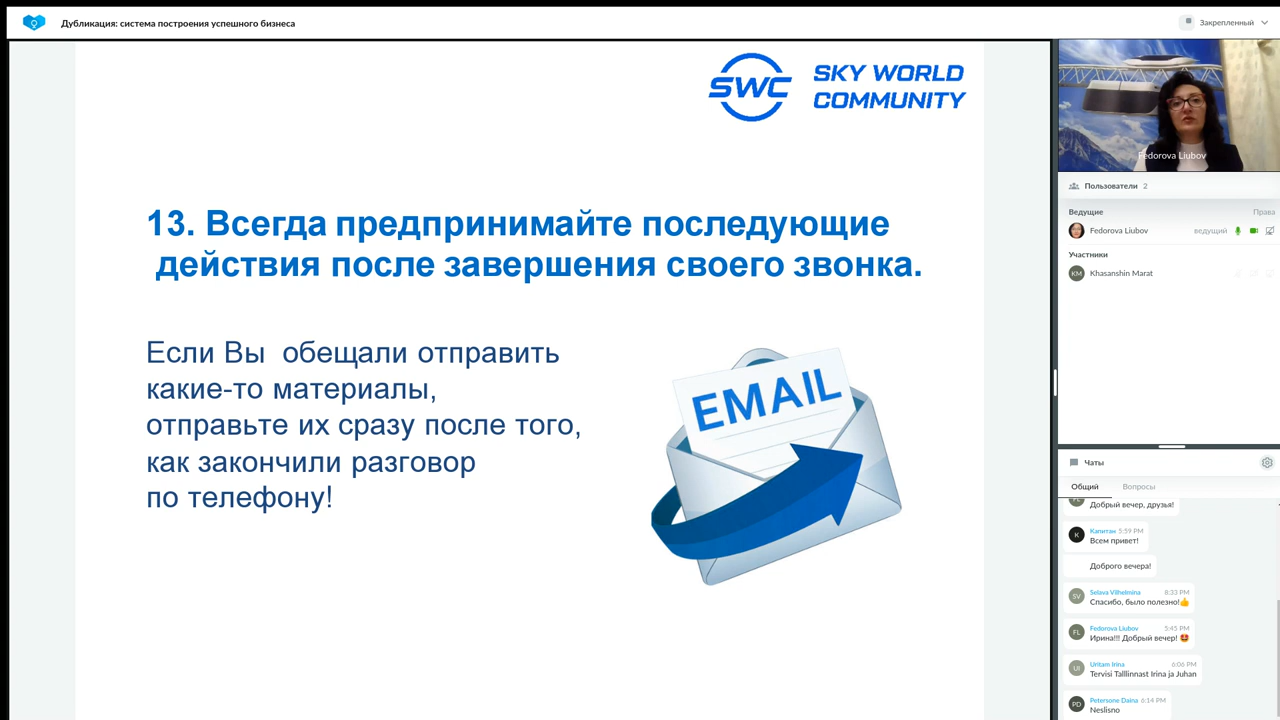 Дубликация: система построения успешного бизнеса
Закрепленный
SWC
SKY WORLD
COMMUNITY
13. Всегда предпринимайте последующие
действия после завершения своего звонка.
Если Вы обещали отправить
какие-то материалы,
отправьте их сразу после того,
как закончили разговор
по телефону!
EMAIL
Fedorova Liubov
Пользователи 2
Ведущие Права
Fedorova Liubov ведущий
Участники
KM Khasanshin Marat
Чаты
Общий Вопросы
Добрый вечер, друзья!
К Капитан 5:59 PM
Всем привет!
Доброго вечера!
SV Selava Vilhelmina 8:33 PM
Спасибо, было полезно!👍
FL Fedorova Liubov 5:45 PM
Ирина!!! Добрый вечер! 🤩
UI Uritam Irina 6:06 PM
Tervisi Talllinnast Irina ja Juhan
PD Petersone Daina 6:14 PM
Neslisno